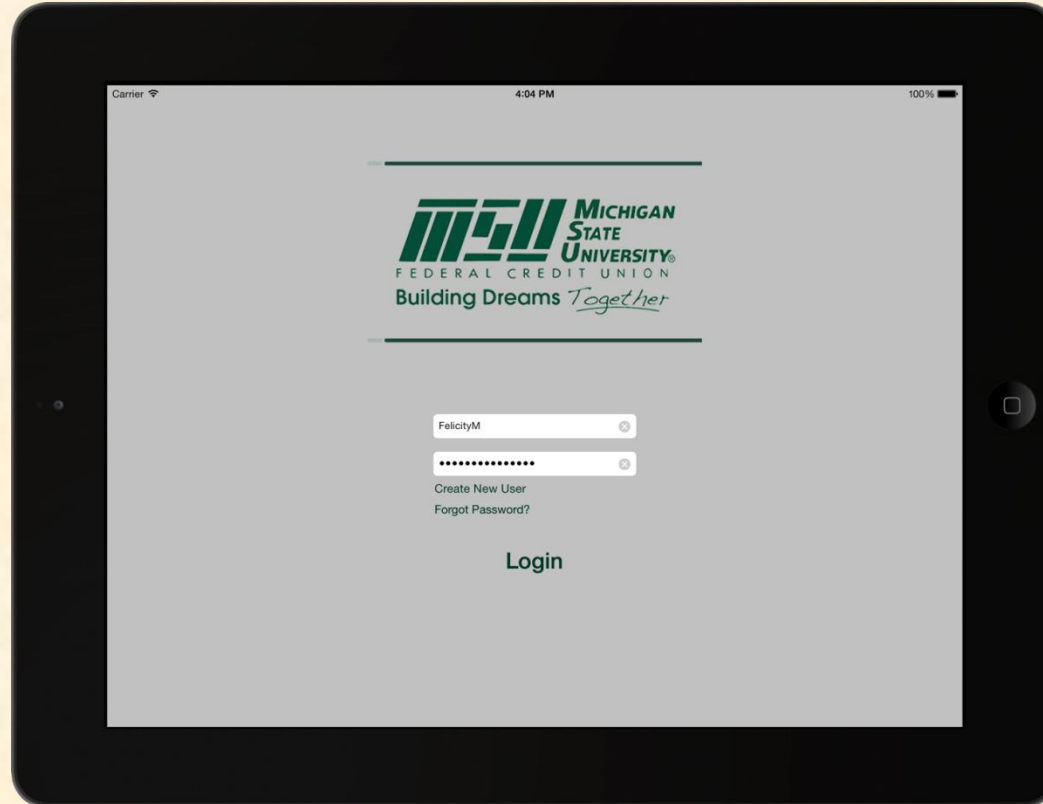 Carrier 4:04 PM 100%
MSU MICHIGAN
STATE
UNIVERSITY®
FEDERAL CREDIT UNION
Building Dreams Together
FelicityM
•••••••••••••••
Create New User
Forgot Password?
Login